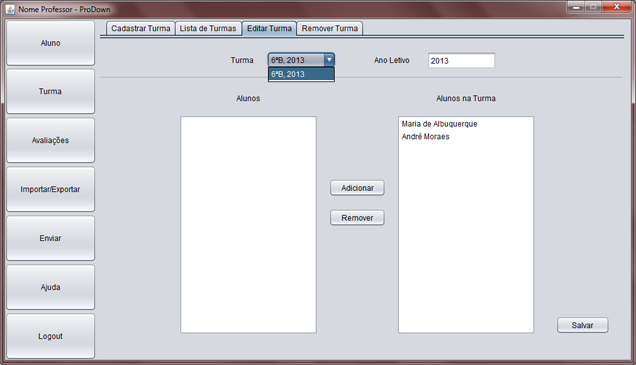 Nome Professor - ProDown
Cadastrar Turma
Lista de Turmas
Editar Turma
Remover Turma
Aluno
Turma
Avaliações
Importar/Exportar
Enviar
Ajuda
Logout
Turma
6ªB, 2013
6ªB, 2013
Ano Letivo
2013
Alunos
Alunos na Turma
Maria de Albuquerque
André Moraes
Adicionar
Remover
Salvar